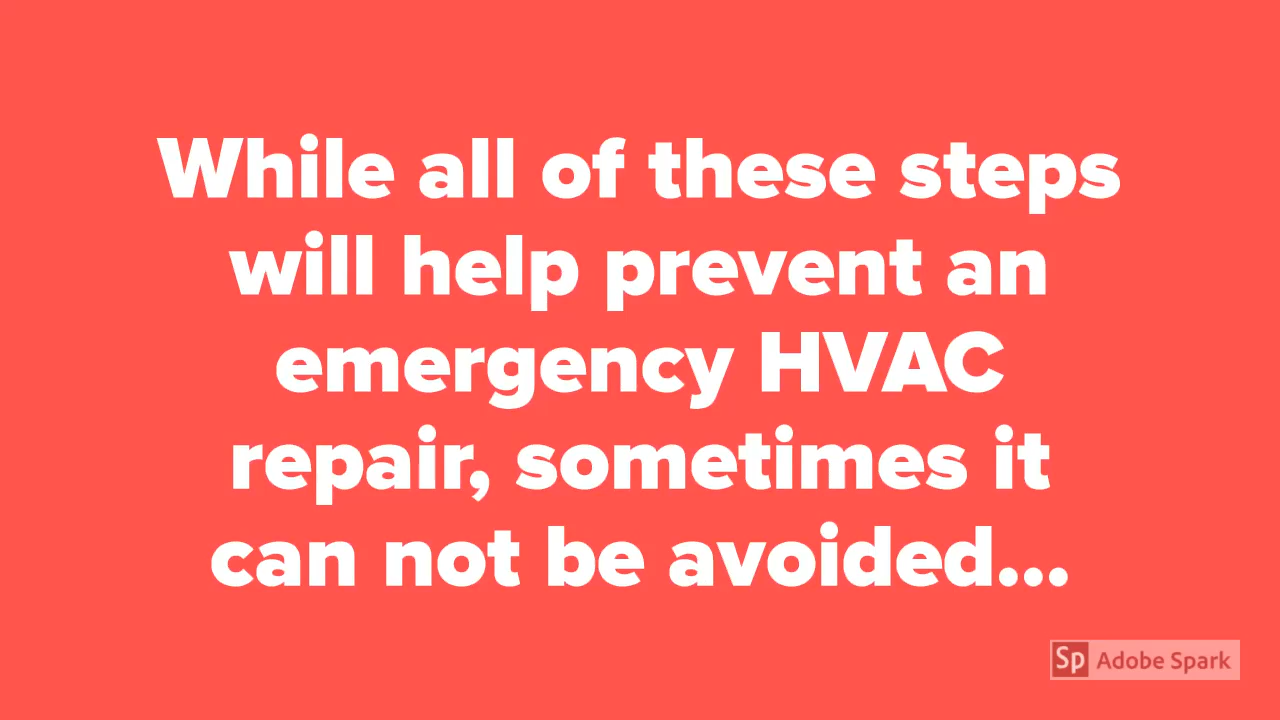 While all of these steps
will help prevent an
emergency HVAC
repair, sometimes it
can not be avoided...
Sp Adobe Spark